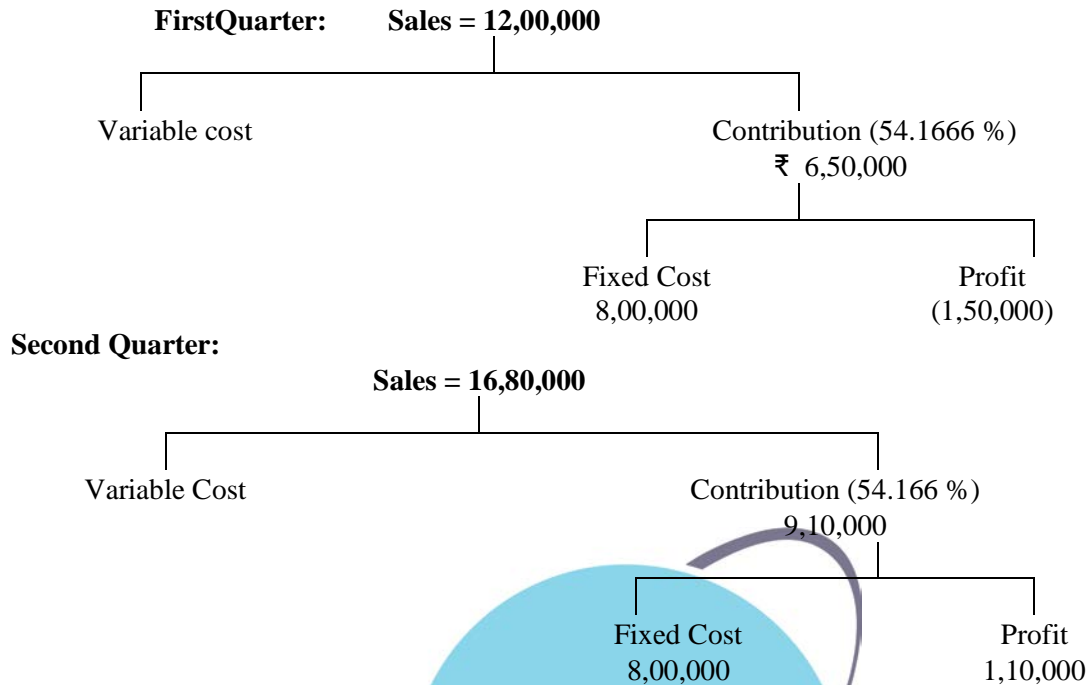 FirstQuarter: Sales = 12,00,000
Variable cost Contribution (54.1666 %)
₹ 6,50,000
Fixed Cost Profit
8,00,000 (1,50,000)
Second Quarter:
Sales = 16,80,000
Variable Cost Contribution (54.166 %)
9,10,000
Fixed Cost Profit
8,00,000 1,10,000